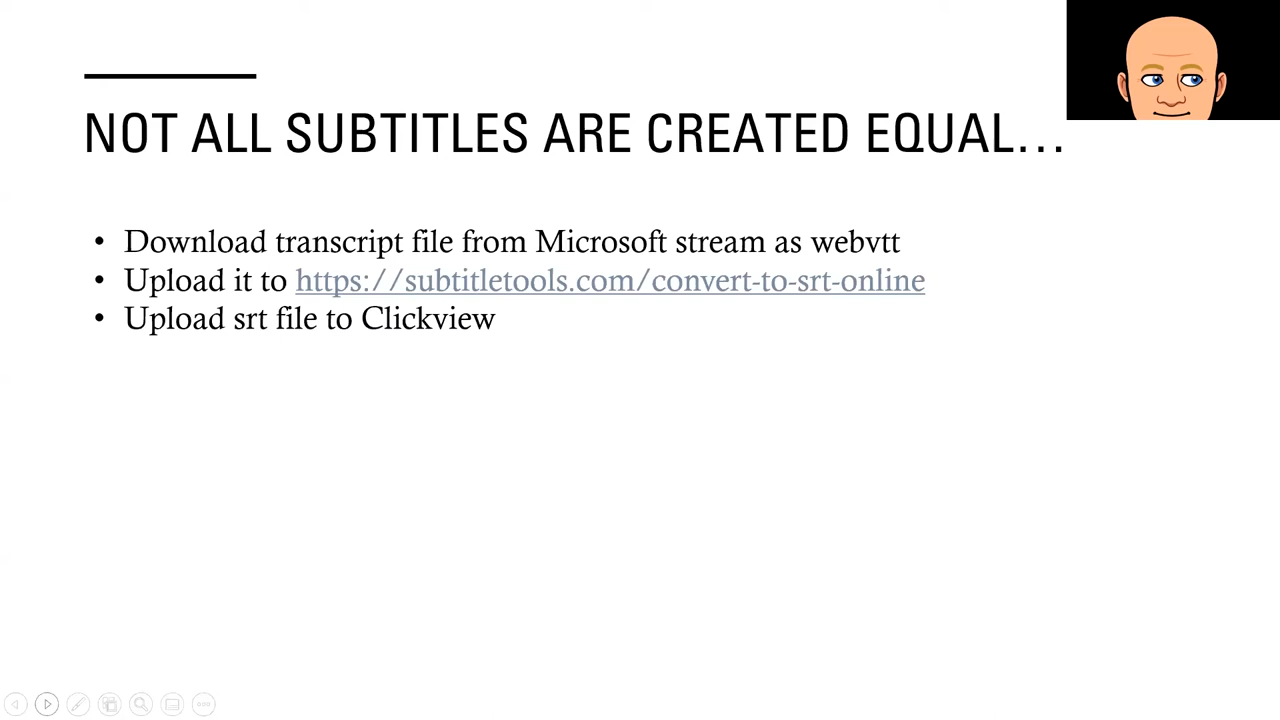 NOT ALL SUBTITLES ARE CREATED EQUAL...
• Download transcript file from Microsoft stream as webvtt
• Upload it to https://subtitletools.com/convert-to-srt-online
• Upload srt file to Clickview